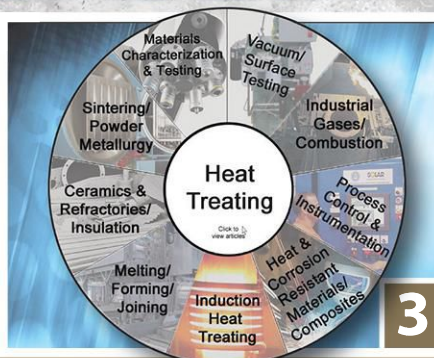 Materials
Characterization
& Testing
Vacuum/
Surface
Testing
Industrial
Gases/
Combustion
Process
Control &
Instrumentation
Heat &
Corrosion
Resistant
Materials/
Composites
Induction
Heat
Treating
Melting/
Forming/
Joining
Ceramics &
Refractories/
Insulation
Sintering/
Powder
Metallurgy
Heat
Treating
Click to
view articles
3